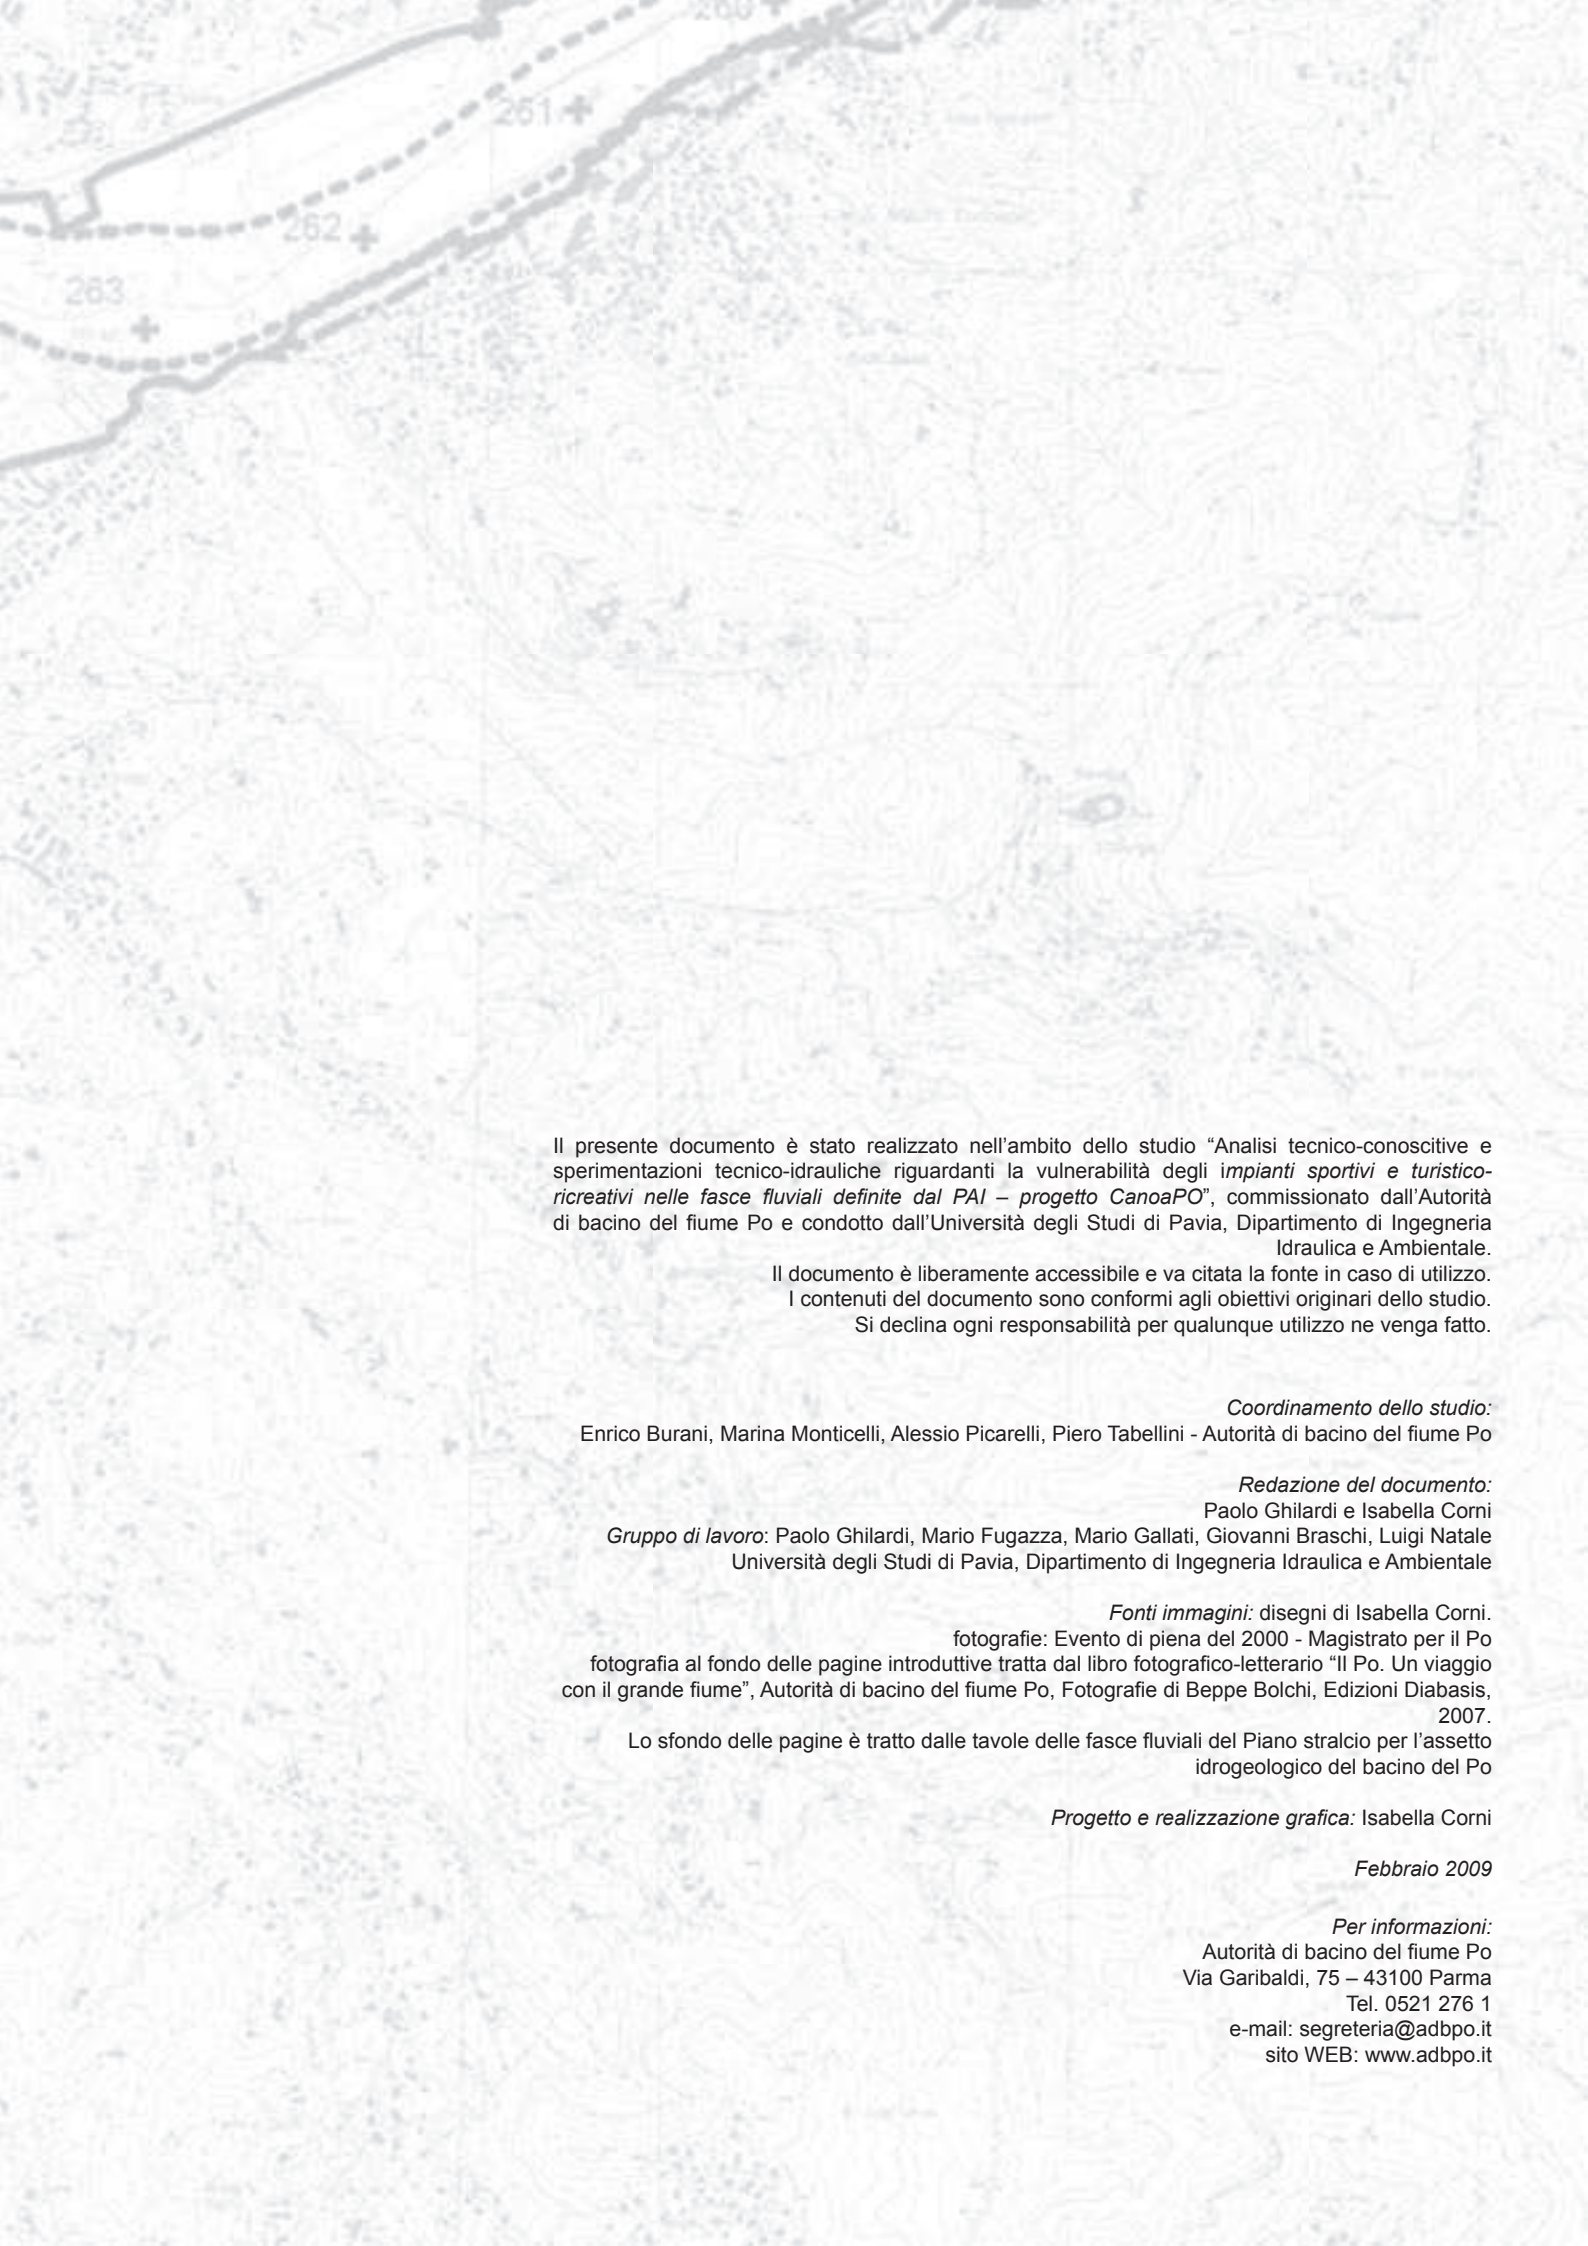 260
261
262
263
Il presente documento è stato realizzato nell’ambito dello studio “Analisi tecnico-conoscitive e
sperimentazioni tecnico-idrauliche riguardanti la vulnerabilità degli impianti sportivi e turistico-
ricreativi nelle fasce fluviali definite dal PAI – progetto CanoaPO”, commissionato dall’Autorità
di bacino del fiume Po e condotto dall’Università degli Studi di Pavia, Dipartimento di Ingegneria
Idraulica e Ambientale.
Il documento è liberamente accessibile e va citata la fonte in caso di utilizzo.
I contenuti del documento sono conformi agli obiettivi originari dello studio.
Si declina ogni responsabilità per qualunque utilizzo ne venga fatto.
Coordinamento dello studio:
Enrico Burani, Marina Monticelli, Alessio Picarelli, Piero Tabellini - Autorità di bacino del fiume Po
Redazione del documento:
Paolo Ghilardi e Isabella Corni
Gruppo di lavoro: Paolo Ghilardi, Mario Fugazza, Mario Gallati, Giovanni Braschi, Luigi Natale
Università degli Studi di Pavia, Dipartimento di Ingegneria Idraulica e Ambientale
Fonti immagini: disegni di Isabella Corni.
fotografie: Evento di piena del 2000 - Magistrato per il Po
fotografia al fondo delle pagine introduttive tratta dal libro fotografico-letterario “Il Po. Un viaggio
con il grande fiume”, Autorità di bacino del fiume Po, Fotografie di Beppe Bolchi, Edizioni Diabasis,
2007.
Lo sfondo delle pagine è tratto dalle tavole delle fasce fluviali del Piano stralcio per l’assetto
idrogeologico del bacino del Po
Progetto e realizzazione grafica: Isabella Corni
Febbraio 2009
Per informazioni:
Autorità di bacino del fiume Po
Via Garibaldi, 75 – 43100 Parma
Tel. 0521 276 1
e-mail: segreteria@adbpo.it
sito WEB: www.adbpo.it